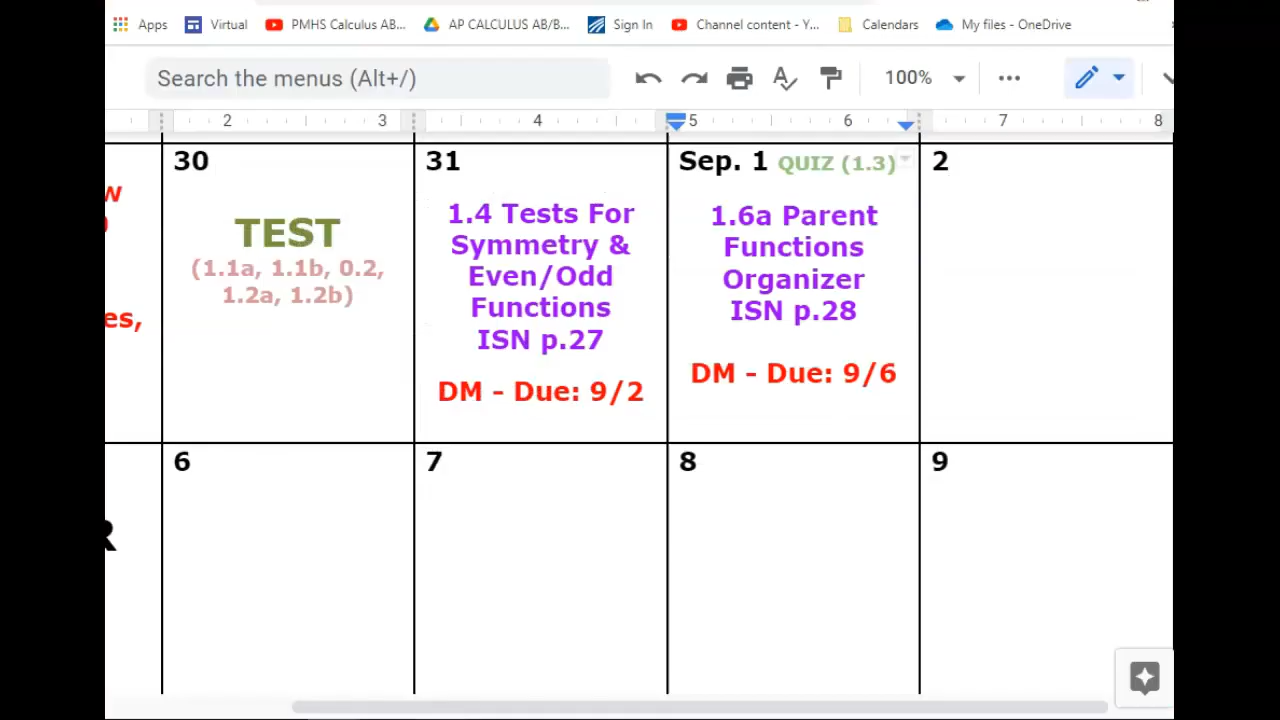 Apps Virtual PMHS Calculus AB... AP CALCULUS AB/B... Sign In Channel content - Y... Calendars My files - OneDrive
Search the menus (Alt+/) 100%
2 3 4 5 6 7 8
30
TEST
(1.1a, 1.1b, 0.2,
1.2a, 1.2b)
31
1.4 Tests For
Symmetry &
Even/Odd
Functions
ISN p.27
DM - Due: 9/2
Sep. 1 QUIZ (1.3)
1.6a Parent
Functions
Organizer
ISN p.28
DM - Due: 9/6
2
6
7
8
9